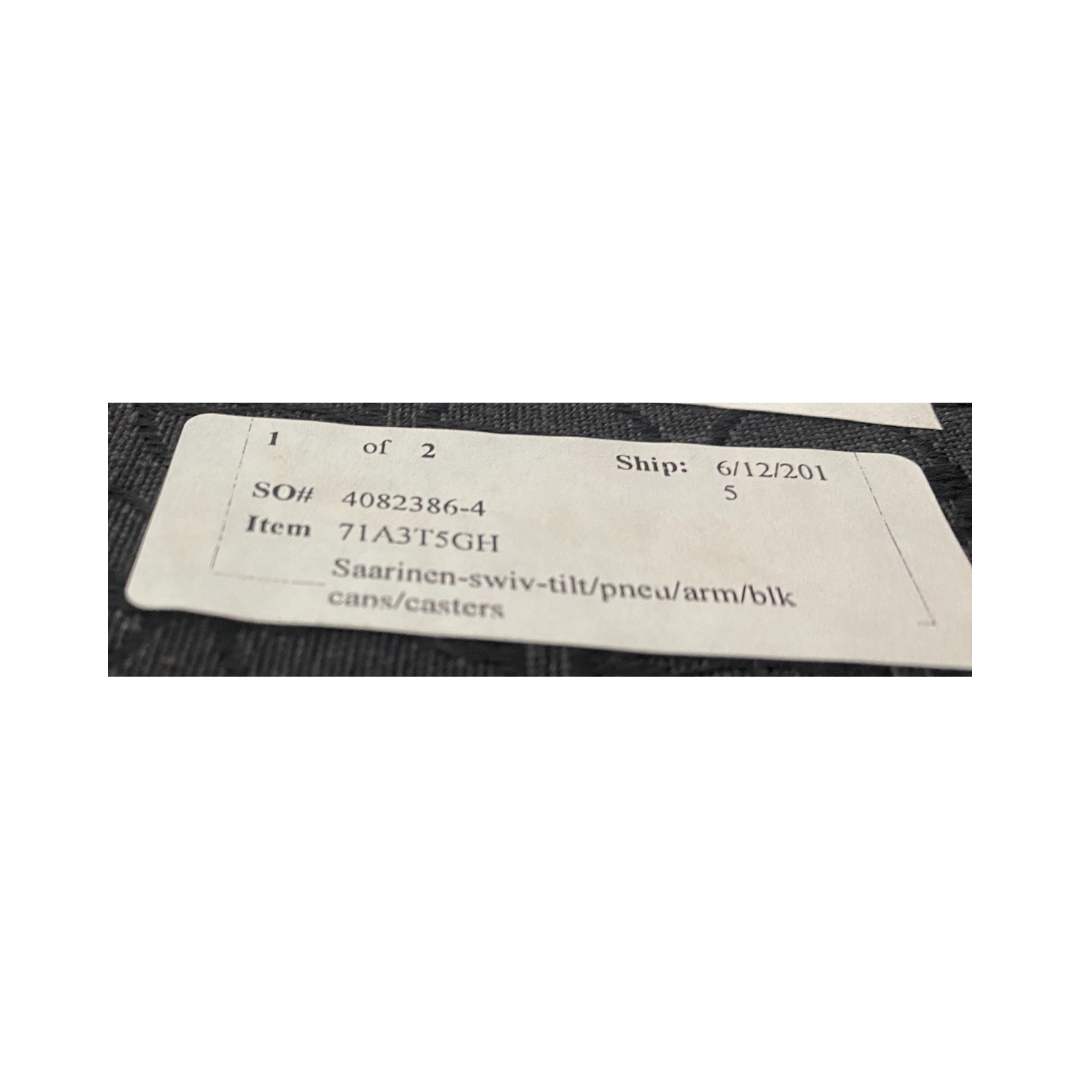 1 of 2 Ship: 6/12/201
5
SO# 4082386-4
Item 71A3T5GH
Saarinen-swiv-tilt/pneu/arm/blk
cans/casters